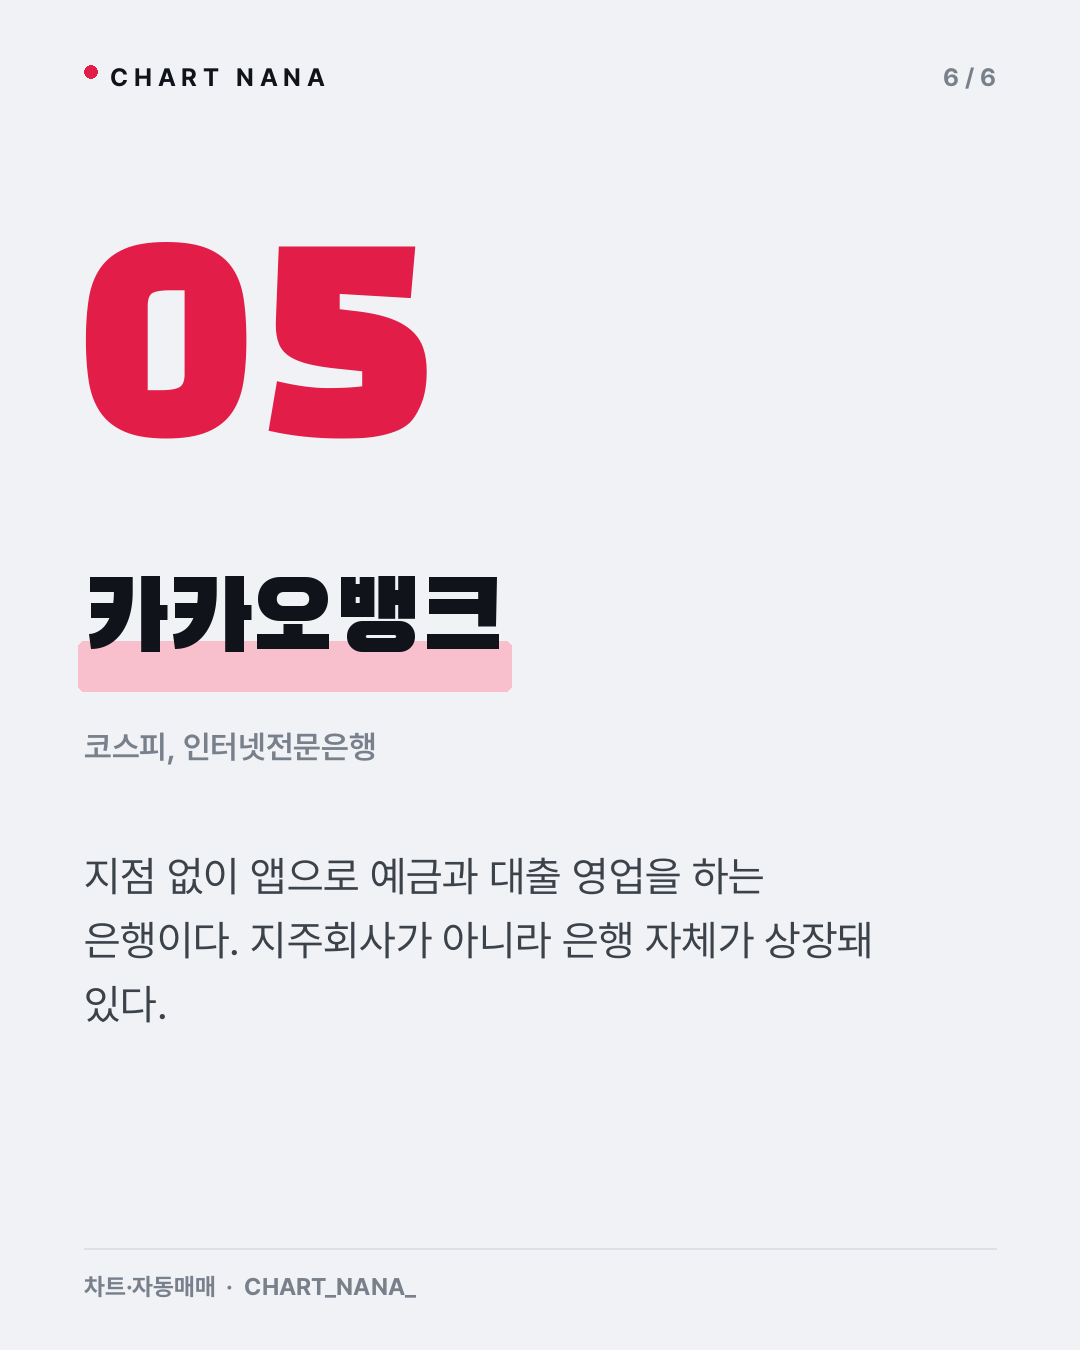 CHART NANA
6 / 6
05
카카오뱅크
코스피, 인터넷전문은행
지점 없이 앱으로 예금과 대출 영업을 하는
은행이다. 지주회사가 아니라 은행 자체가 상장돼
있다.
차트·자동매매 · CHART_NANA_